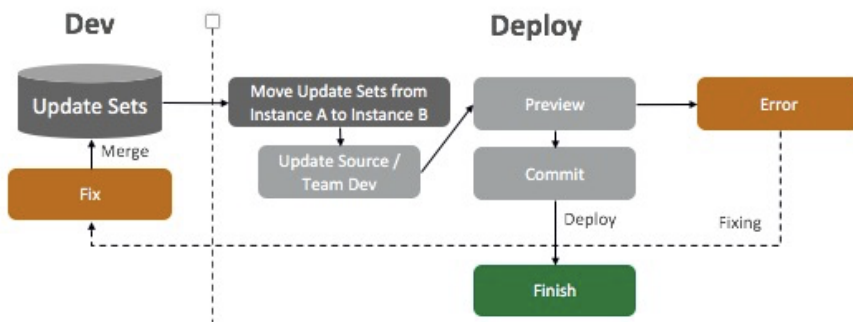 Dev
Deploy
Update Sets
Move Update Sets from
Instance A to Instance B
Preview
Error
Merge
Update Source /
Team Dev
Commit
Fix
Deploy
Fixing
Finish